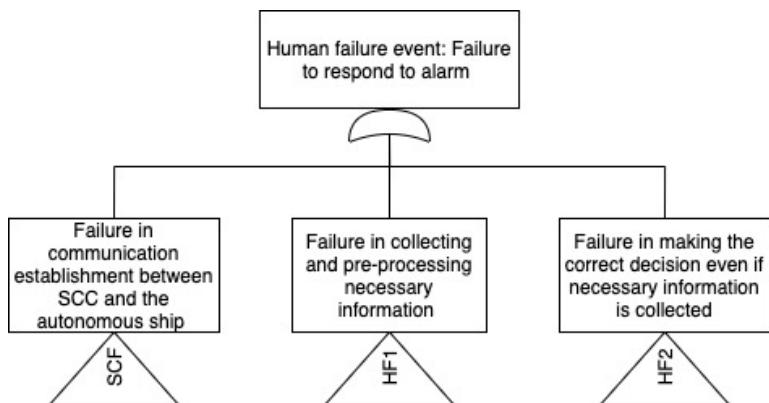 Human failure event: Failure
to respond to alarm
Failure in
communication
establishment between
SCC and the
autonomous ship
Failure in collecting
and pre-processing
necessary
information
Failure in making the
correct decision even if
necessary information
is collected
SCF
HF1
HF2